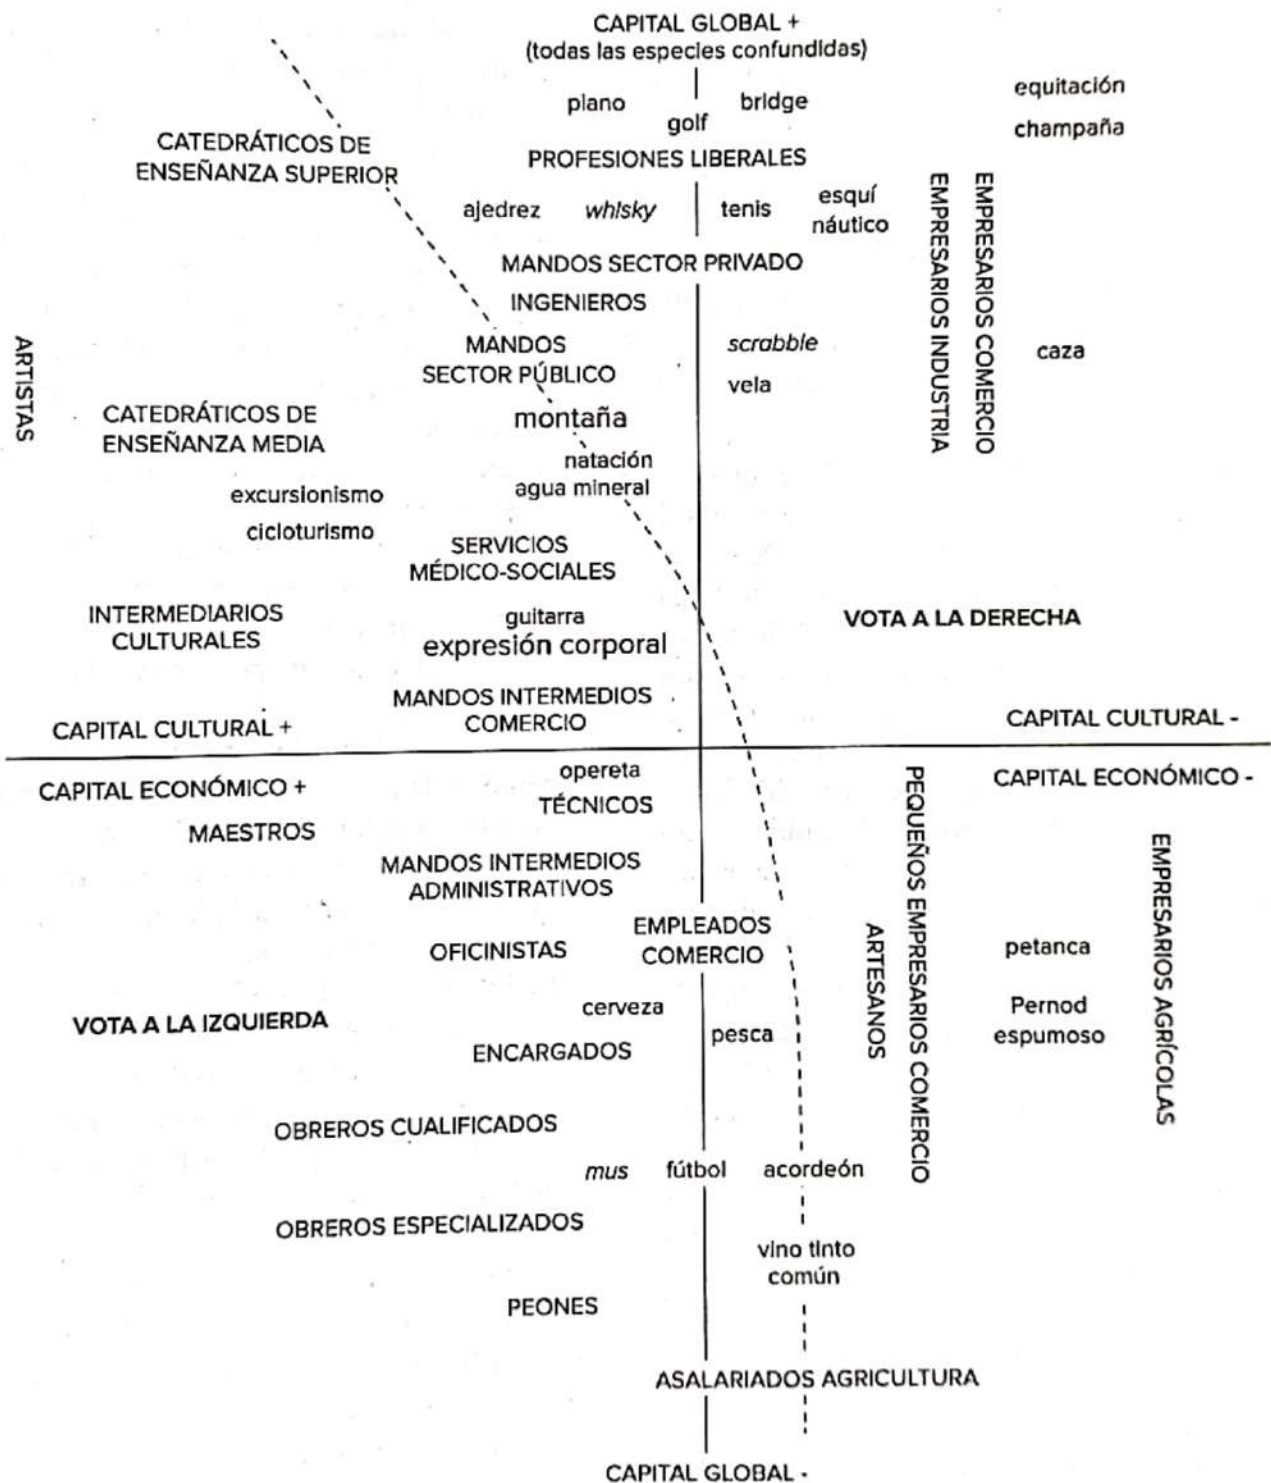 CAPITAL GLOBAL +
(todas las especies confundidas)
piano
bridge
golf
equitación
champaña
CATEDRÁTICOS DE
ENSEÑANZA SUPERIOR
PROFESIONES LIBERALES
ajedrez
whisky
tenis
esquí
náutico
EMPRESARIOS INDUSTRIA
EMPRESARIOS COMERCIO
MANDOS SECTOR PRIVADO
INGENIEROS
ARTISTAS
MANDOS
SECTOR PÚBLICO
scrabble
vela
caza
CATEDRÁTICOS DE
ENSEÑANZA MEDIA
montaña
natación
agua mineral
excursionismo
cicloturismo
SERVICIOS
MÉDICO-SOCIALES
INTERMEDIARIOS
CULTURALES
guitarra
expresión corporal
VOTA A LA DERECHA
MANDOS INTERMEDIOS
COMERCIO
CAPITAL CULTURAL +
CAPITAL CULTURAL -
CAPITAL ECONÓMICO +
opereta
CAPITAL ECONÓMICO -
TÉCNICOS
MAESTROS
MANDOS INTERMEDIOS
ADMINISTRATIVOS
PEQUEÑOS EMPRESARIOS COMERCIO
EMPRESARIOS AGRÍCOLAS
EMPLEADOS
COMERCIO
OFICINISTAS
ARTESANOS
petanca
VOTA A LA IZQUIERDA
cerveza
pesca
Pernod
espumoso
ENCARGADOS
OBREROS CUALIFICADOS
mus
fútbol
acordeón
OBREROS ESPECIALIZADOS
vino tinto
común
PEONES
ASALARIADOS AGRICULTURA
CAPITAL GLOBAL -